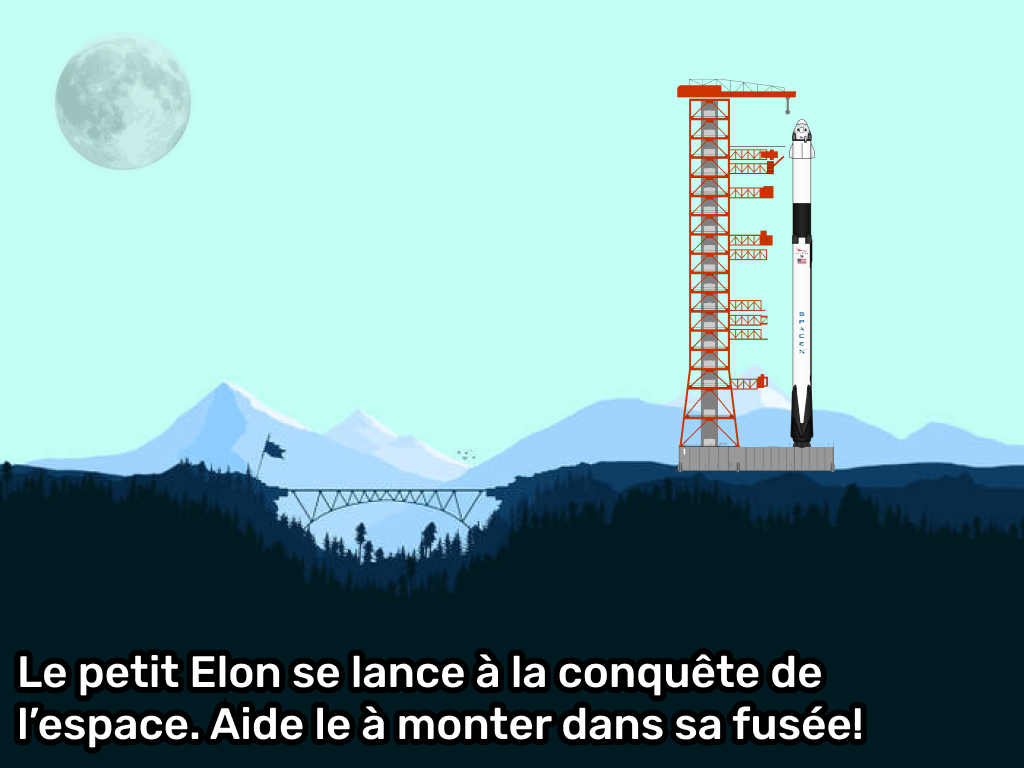 SPACEX
Le petit Elon se lance à la conquête de
l’espace. Aide le à monter dans sa fusée!